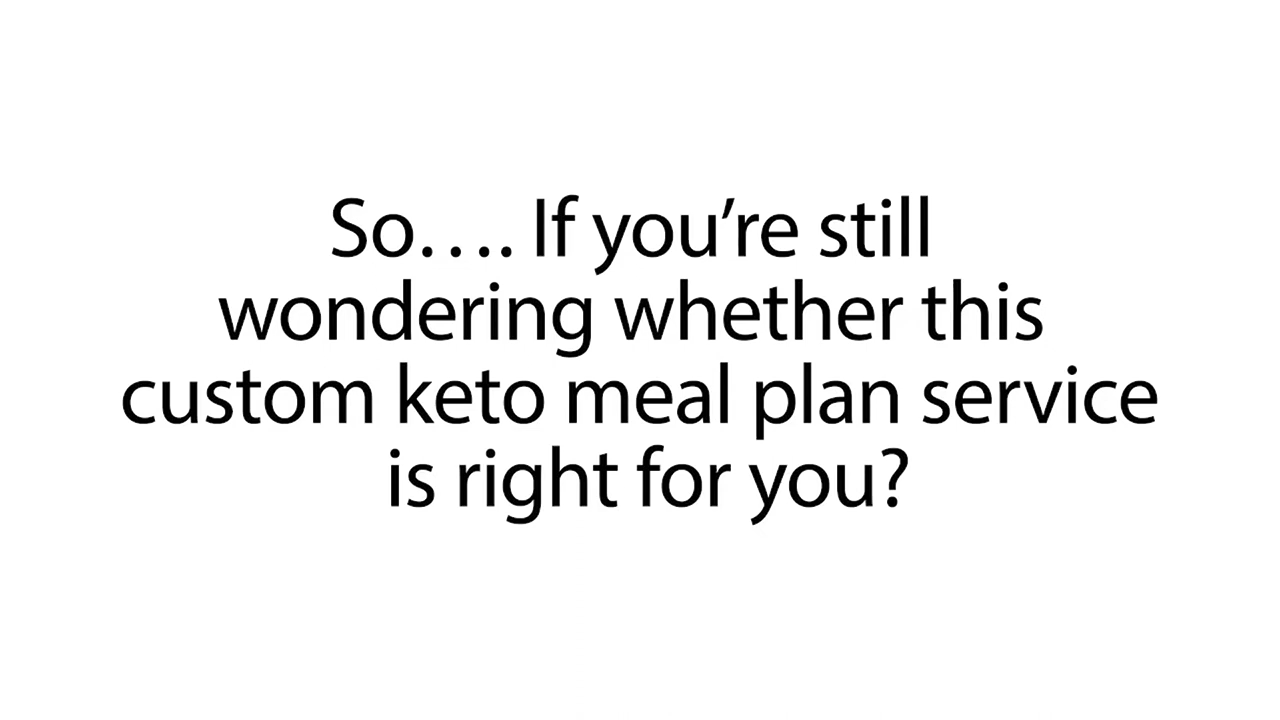 So…. If you’re still
wondering whether this
custom keto meal plan service
is right for you?